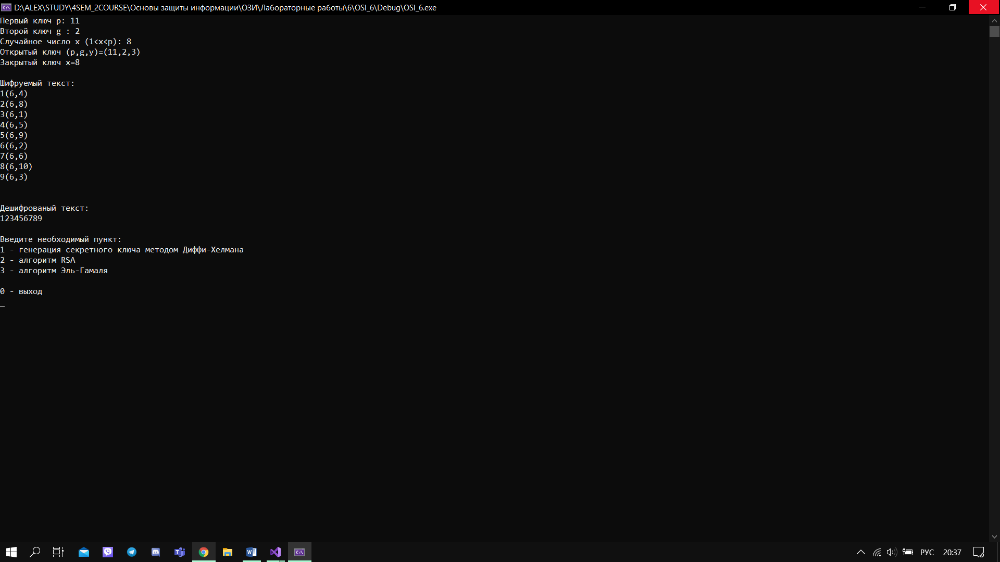 D:\ALEX\STUDY\4SEM_2COURSE\Основы защиты информации\ОЗИ\Лабораторные работы\6\OSI_6\Debug\OSI_6.exe
Первый ключ p: 11
Второй ключ g : 2
Случайное число x (1<x<p): 8
Открытый ключ (p,g,y)=(11,2,3)
Закрытый ключ x=8
Шифруемый текст:
1(6,4)
2(6,8)
3(6,1)
4(6,5)
5(6,9)
6(6,2)
7(6,6)
8(6,10)
9(6,3)
Дешифрованый текст:
123456789
Введите необходимый пункт:
1 - генерация секретного ключа методом Диффи-Хелмана
2 - алгоритм RSA
3 - алгоритм Эль-Гамаля
0 - выход
РУС 20:37